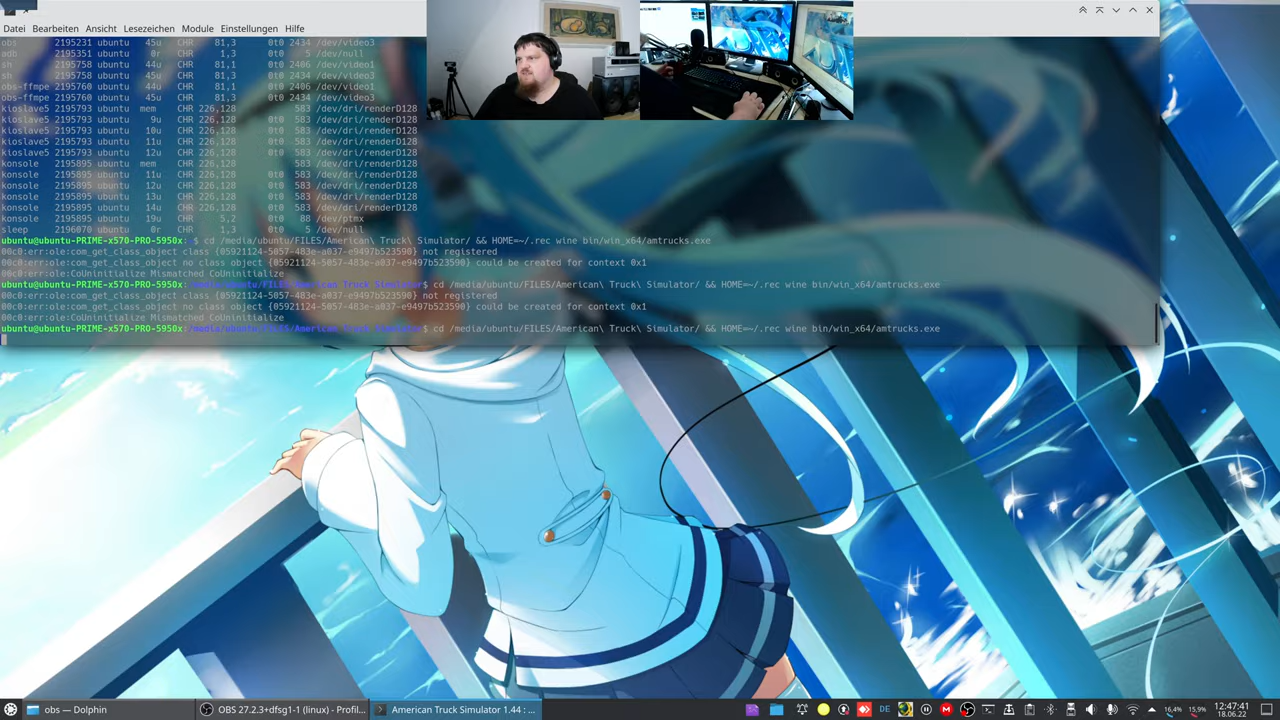 Datei Bearbeiten Ansicht Lesezeichen Module Einstellungen Hilfe
obs 2195231 ubuntu 45u CHR 81,3 0t0 2434 /dev/video3
adb 2195351 ubuntu 0r CHR 1,3 0t0 5 /dev/null
sh 2195758 ubuntu 44u CHR 81,1 0t0 2406 /dev/video1
sh 2195758 ubuntu 45u CHR 81,3 0t0 2434 /dev/video3
obs-ffmpe 2195760 ubuntu 44u CHR 81,1 0t0 2406 /dev/video1
obs-ffmpe 2195760 ubuntu 45u CHR 81,3 0t0 2434 /dev/video3
kioslave5 2195793 ubuntu mem CHR 226,128 583 /dev/dri/renderD128
kioslave5 2195793 ubuntu 9u CHR 226,128 0t0 583 /dev/dri/renderD128
kioslave5 2195793 ubuntu 10u CHR 226,128 0t0 583 /dev/dri/renderD128
kioslave5 2195793 ubuntu 11u CHR 226,128 0t0 583 /dev/dri/renderD128
kioslave5 2195793 ubuntu 12u CHR 226,128 0t0 583 /dev/dri/renderD128
konsole 2195895 ubuntu mem CHR 226,128 583 /dev/dri/renderD128
konsole 2195895 ubuntu 11u CHR 226,128 0t0 583 /dev/dri/renderD128
konsole 2195895 ubuntu 12u CHR 226,128 0t0 583 /dev/dri/renderD128
konsole 2195895 ubuntu 13u CHR 226,128 0t0 583 /dev/dri/renderD128
konsole 2195895 ubuntu 14u CHR 226,128 0t0 583 /dev/dri/renderD128
konsole 2195895 ubuntu 19u CHR 5,2 0t0 88 /dev/ptmx
sleep 2196070 ubuntu 0r CHR 1,3 0t0 5 /dev/null
ubuntu@ubuntu-PRIME-x570-PRO-5950x:~$ cd /media/ubuntu/FILES/American\ Truck\ Simulator/ && HOME=~/.rec wine bin/win_x64/amtrucks.exe
00c0:err:ole:com_get_class_object class {05921124-5057-483e-a037-e9497b523590} not registered
00c0:err:ole:com_get_class_object no class object {05921124-5057-483e-a037-e9497b523590} could be created for context 0x1
00c0:err:ole:CoUninitialize Mismatched CoUninitialize
ubuntu@ubuntu-PRIME-x570-PRO-5950x:/media/ubuntu/FILES/American Truck Simulator$ cd /media/ubuntu/FILES/American\ Truck\ Simulator/ && HOME=~/.rec wine bin/win_x64/amtrucks.exe
00c0:err:ole:com_get_class_object class {05921124-5057-483e-a037-e9497b523590} not registered
00c0:err:ole:com_get_class_object no class object {05921124-5057-483e-a037-e9497b523590} could be created for context 0x1
00c0:err:ole:CoUninitialize Mismatched CoUninitialize
ubuntu@ubuntu-PRIME-x570-PRO-5950x:/media/ubuntu/FILES/American Truck Simulator$ cd /media/ubuntu/FILES/American\ Truck\ Simulator/ && HOME=~/.rec wine bin/win_x64/amtrucks.exe
obs — Dolphin
OBS 27.2.3+dfsg1-1 (linux) - Profil...
American Truck Simulator 1.44 : ...
DE
16,4% 15,9%
12:47:41
18.06.22